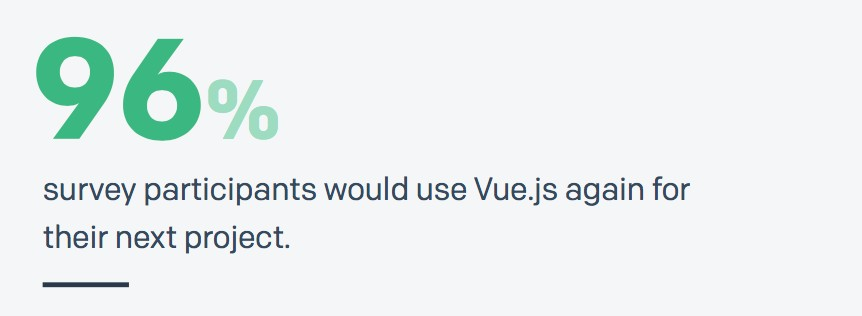 96%
survey participants would use Vue.js again for
their next project.